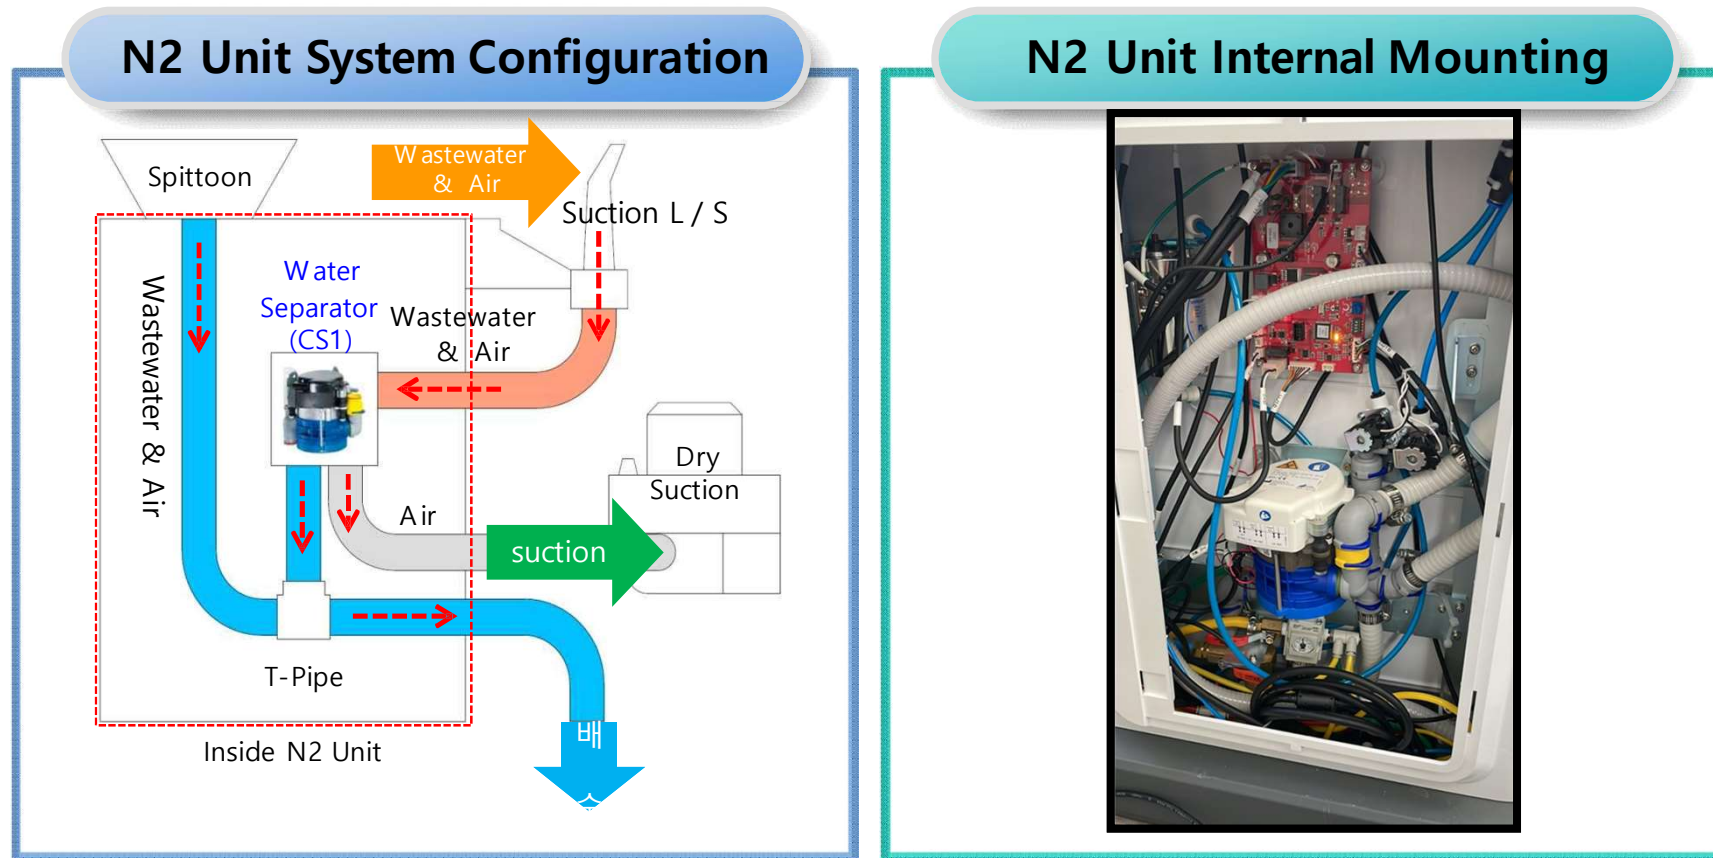 N2 Unit System Configuration
N2 Unit Internal Mounting
Spittoon
Wastewater
& Air
Suction L / S
Water
Separator
(CS1)
Wastewater
& Air
Wastewater & Air
Dry
Suction
Air
suction
T-Pipe
Inside N2 Unit
배